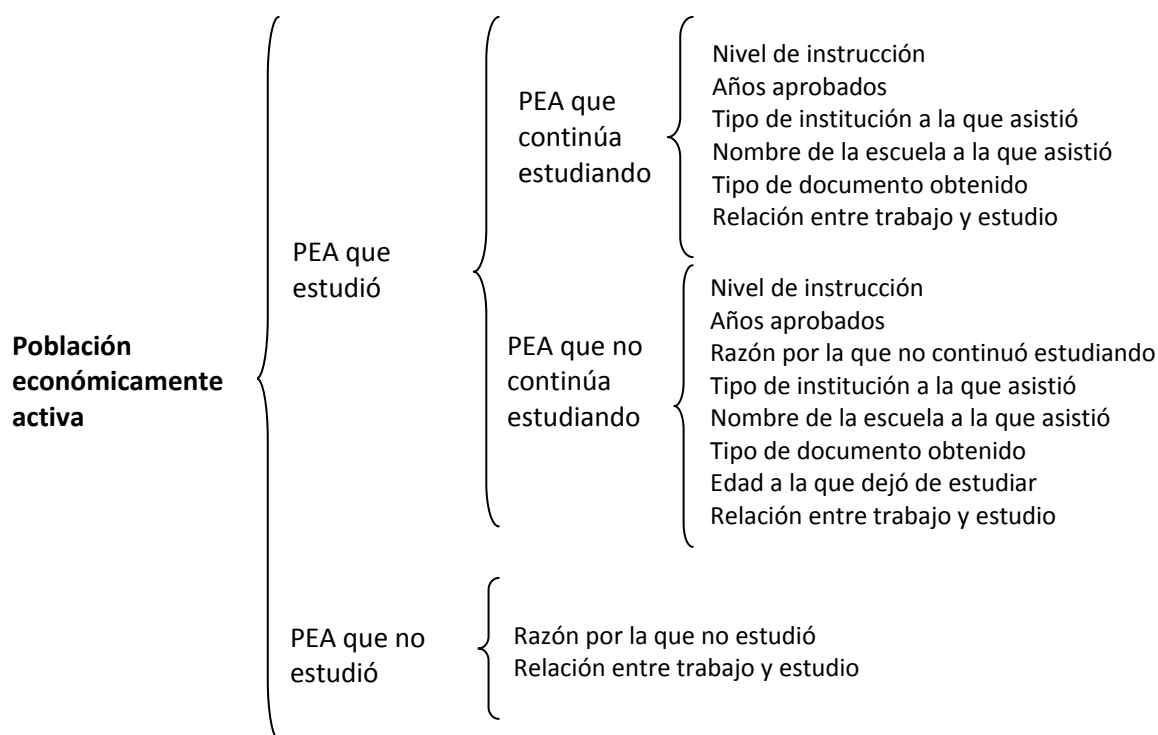 Población
económicamente
activa
PEA que
estudió
PEA que
continúa
estudiando
Nivel de instrucción
Años aprobados
Tipo de institución a la que asistió
Nombre de la escuela a la que asistió
Tipo de documento obtenido
Relación entre trabajo y estudio
PEA que no
continúa
estudiando
Nivel de instrucción
Años aprobados
Razón por la que no continuó estudiando
Tipo de institución a la que asistió
Nombre de la escuela a la que asistió
Tipo de documento obtenido
Edad a la que dejó de estudiar
Relación entre trabajo y estudio
PEA que no
estudió
Razón por la que no estudió
Relación entre trabajo y estudio